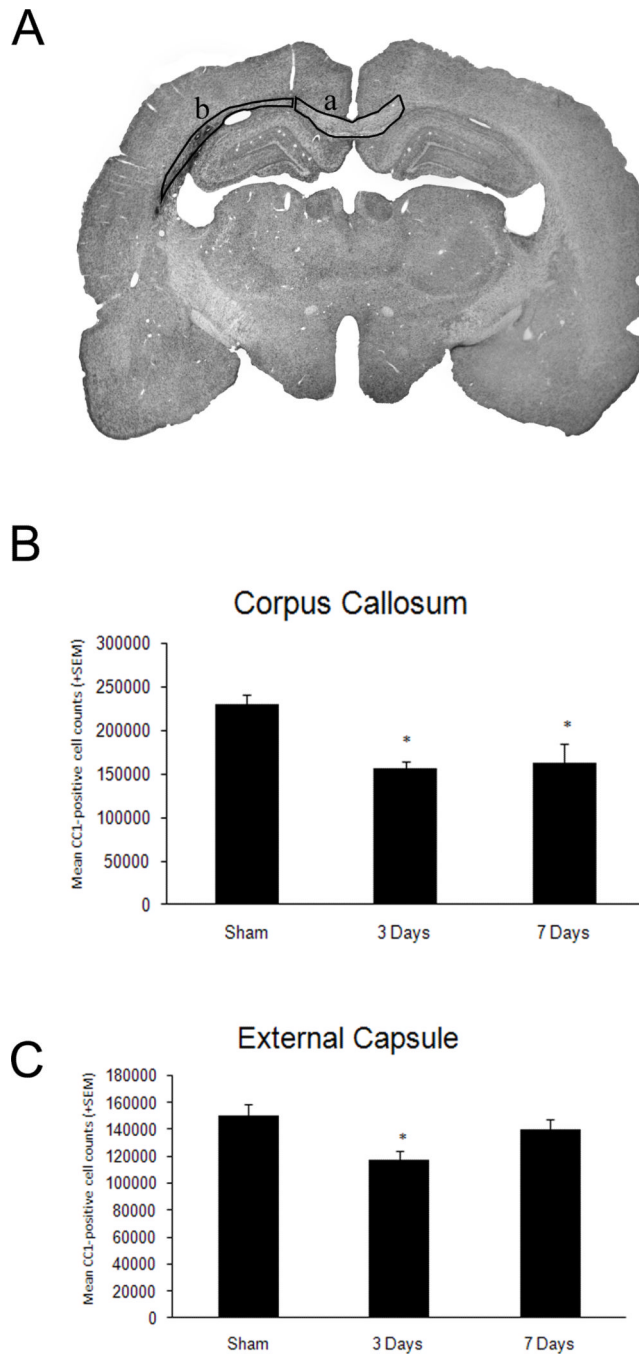 A
b
a
B
Corpus Callosum
Mean CC1-positive cell counts (+SEM)
300000
250000
200000
150000
100000
50000
0
*
*
Sham
3 Days
7 Days
C
External Capsule
Mean CC1-positive cell counts (+SEM)
180000
160000
140000
120000
100000
80000
60000
40000
20000
0
*
Sham
3 Days
7 Days